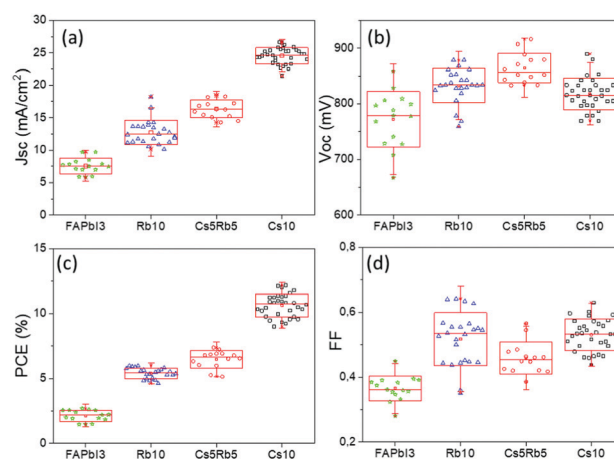 (a)
Jsc (mA/cm²)
30
25
20
15
10
5
0
FAPbI3 Rb10 Cs5Rb5 Cs10
(b)
Voc (mV)
900
800
700
600
FAPbI3 Rb10 Cs5Rb5 Cs10
(c)
PCE (%)
15
10
5
0
FAPbI3 Rb10 Cs5Rb5 Cs10
(d)
FF
0,8
0,6
0,4
0,2
FAPbI3 Rb10 Cs5Rb5 Cs10